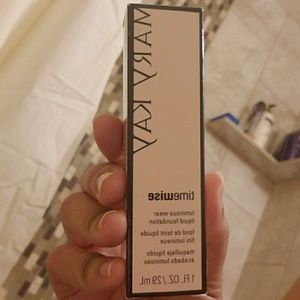 MARY KAY
timewise
luminous-wear
liquid foundation
fond de teint liquide
fini lumineux
maquillaje líquido
acabado luminoso
1 FL. OZ. / 29 mL